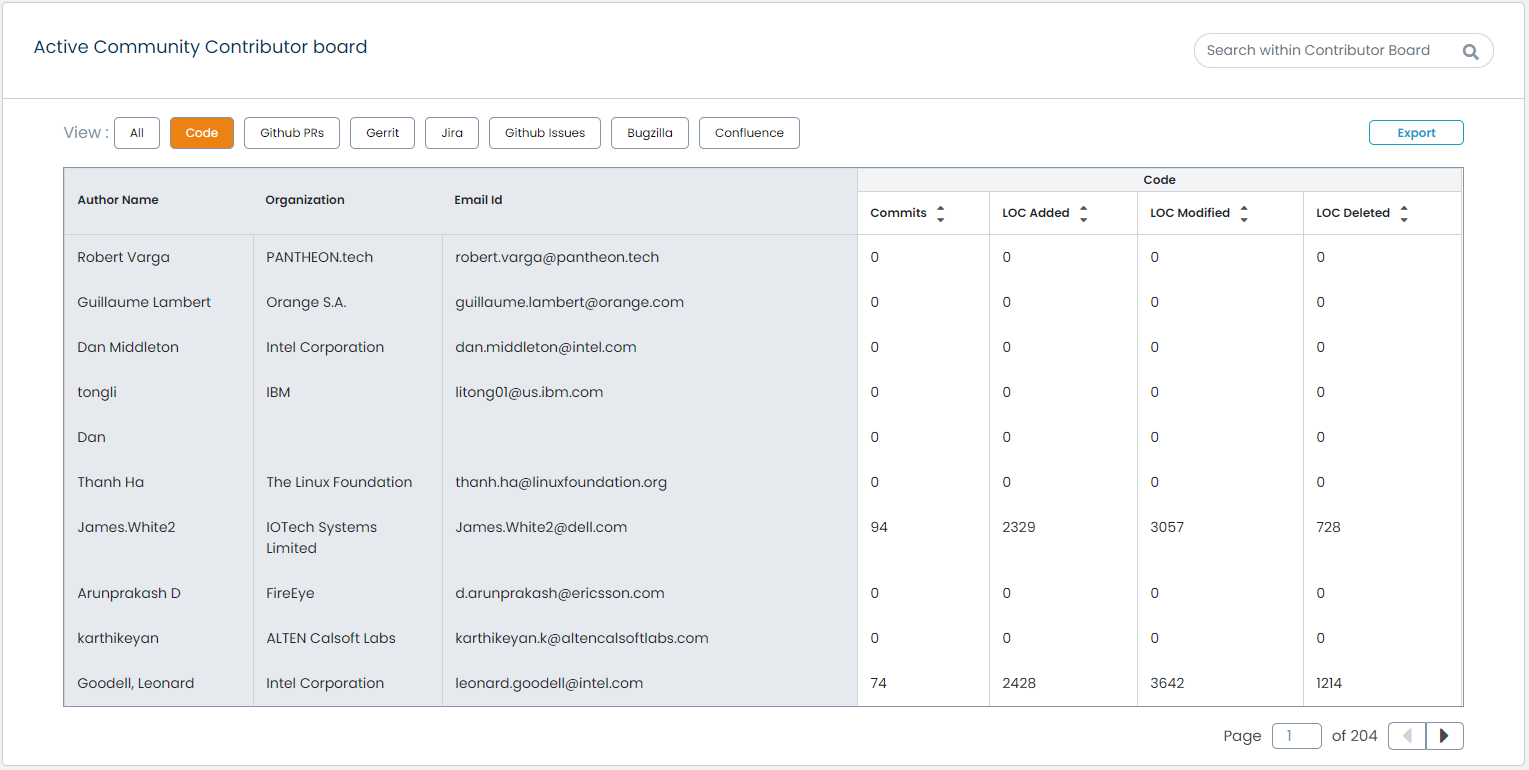 Active Community Contributor board
Search within Contributor Board
View : All Code Github PRs Gerrit Jira Github Issues Bugzilla Confluence Export
Code
Author Name Organization Email Id
Commits LOC Added LOC Modified LOC Deleted
Robert Varga PANTHEON.tech robert.varga@pantheon.tech 0 0 0 0
Guillaume Lambert Orange S.A. guillaume.lambert@orange.com 0 0 0 0
Dan Middleton Intel Corporation dan.middleton@intel.com 0 0 0 0
tongli IBM litong01@us.ibm.com 0 0 0 0
Dan 0 0 0 0
Thanh Ha The Linux Foundation thanh.ha@linuxfoundation.org 0 0 0 0
James.White2 IOTech Systems James.White2@dell.com 94 2329 3057 728
Limited
Arunprakash D FireEye d.arunprakash@ericsson.com 0 0 0 0
karthikeyan ALTEN Calsoft Labs karthikeyan.k@altencalsoftlabs.com 0 0 0 0
Goodell, Leonard Intel Corporation leonard.goodell@intel.com 74 2428 3642 1214
Page 1 of 204